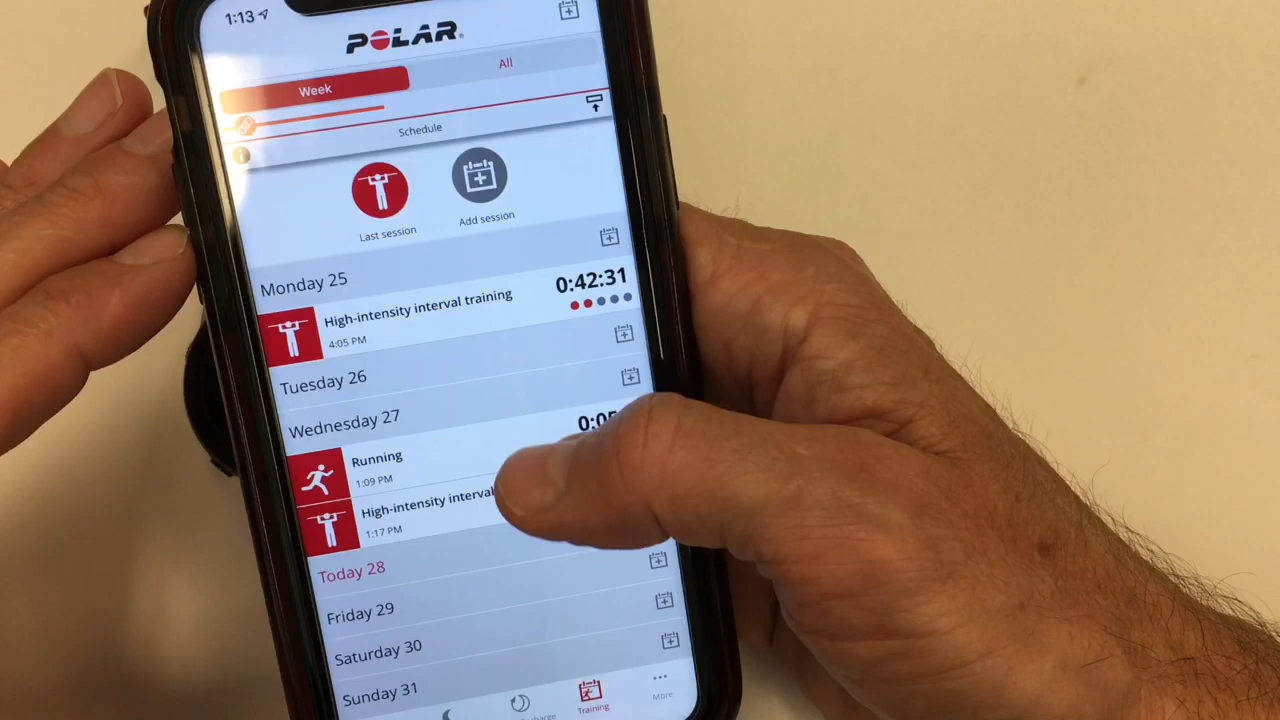 1:13
POLAR
Week
All
Schedule
Last session
Add session
Monday 25
High-intensity interval training
0:42:31
4:05 PM
Tuesday 26
Wednesday 27
Running
1:09 PM
High-intensity interval
1:17 PM
Today 28
Friday 29
Saturday 30
Sunday 31
Training
More